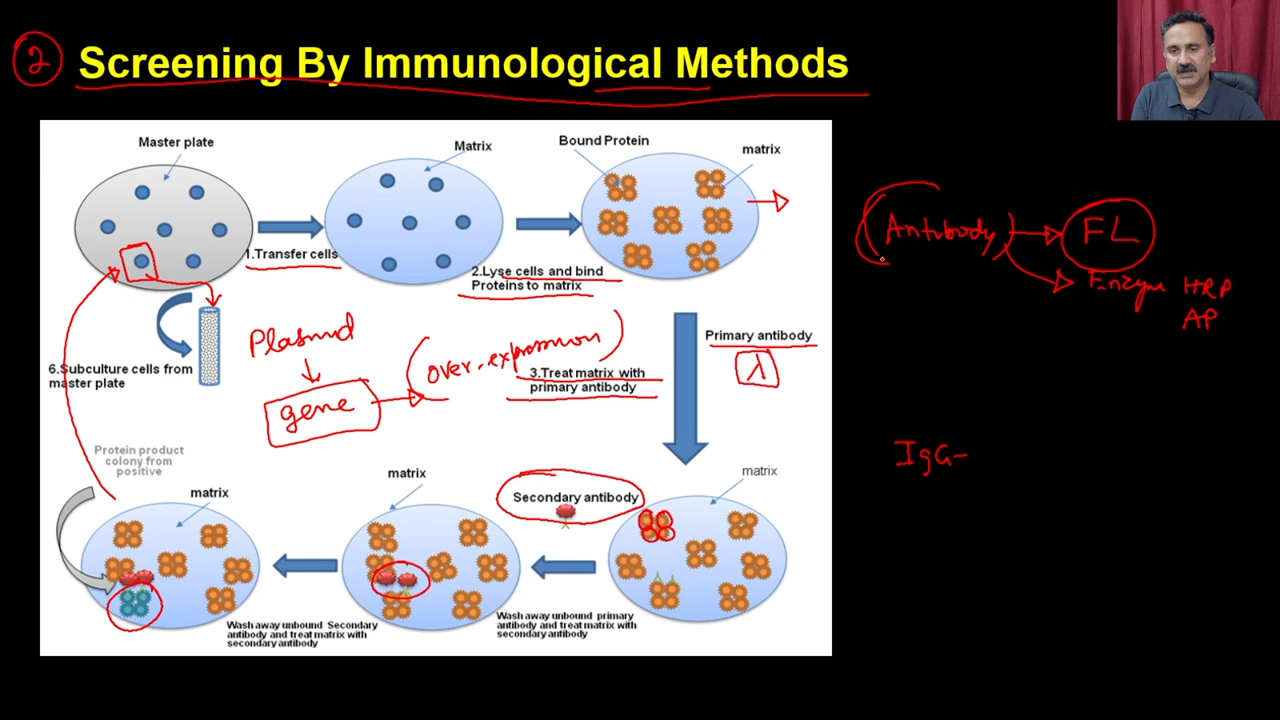 2 Screening By Immunological Methods
Master plate
Matrix
Bound Protein
matrix
1.Transfer cells
2.Lyse cells and bind
Proteins to matrix
Antibody
FL
Enzyme HRP
AP
Plasmid
gene
over-expression
3.Treat matrix with
primary antibody
Primary antibody
6.Subculture cells from
master plate
Protein product
colony from
positive
matrix
matrix
Secondary antibody
matrix
IgG-
Wash away unbound Secondary
antibody and treat matrix with
secondary antibody
Wash away unbound primary
antibody and treat matrix with
secondary antibody